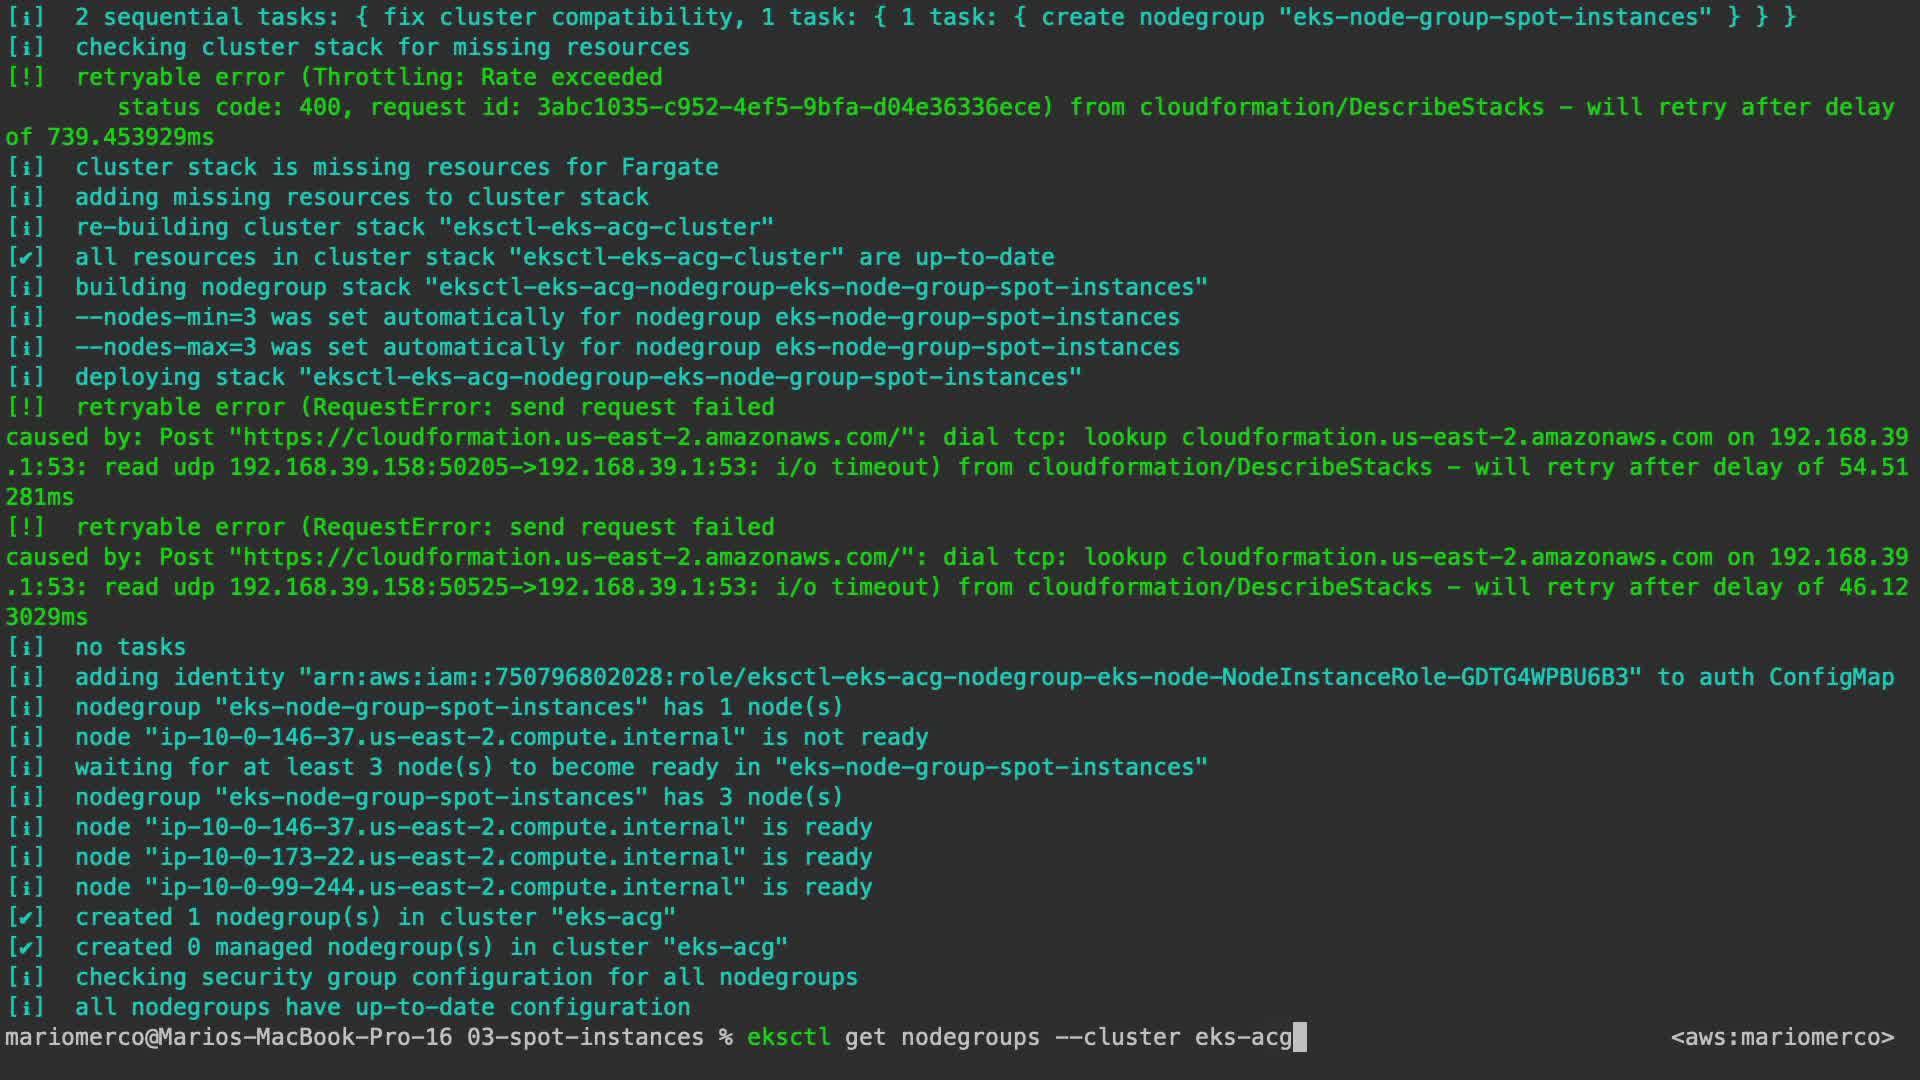 [ℹ]  2 sequential tasks: { fix cluster compatibility, 1 task: { 1 task: { create nodegroup "eks-node-group-spot-instances" } } }
[ℹ]  checking cluster stack for missing resources
[!]  retryable error (Throttling: Rate exceeded
        status code: 400, request id: 3abc1035-c952-4ef5-9bfa-d04e36336ece) from cloudformation/DescribeStacks - will retry after delay
of 739.453929ms
[ℹ]  cluster stack is missing resources for Fargate
[ℹ]  adding missing resources to cluster stack
[ℹ]  re-building cluster stack "eksctl-eks-acg-cluster"
[✔]  all resources in cluster stack "eksctl-eks-acg-cluster" are up-to-date
[ℹ]  building nodegroup stack "eksctl-eks-acg-nodegroup-eks-node-group-spot-instances"
[ℹ]  --nodes-min=3 was set automatically for nodegroup eks-node-group-spot-instances
[ℹ]  --nodes-max=3 was set automatically for nodegroup eks-node-group-spot-instances
[ℹ]  deploying stack "eksctl-eks-acg-nodegroup-eks-node-group-spot-instances"
[!]  retryable error (RequestError: send request failed
caused by: Post "https://cloudformation.us-east-2.amazonaws.com/": dial tcp: lookup cloudformation.us-east-2.amazonaws.com on 192.168.39
.1:53: read udp 192.168.39.158:50205->192.168.39.1:53: i/o timeout) from cloudformation/DescribeStacks - will retry after delay of 54.51
281ms
[!]  retryable error (RequestError: send request failed
caused by: Post "https://cloudformation.us-east-2.amazonaws.com/": dial tcp: lookup cloudformation.us-east-2.amazonaws.com on 192.168.39
.1:53: read udp 192.168.39.158:50525->192.168.39.1:53: i/o timeout) from cloudformation/DescribeStacks - will retry after delay of 46.12
3029ms
[ℹ]  no tasks
[ℹ]  adding identity "arn:aws:iam::750796802028:role/eksctl-eks-acg-nodegroup-eks-node-NodeInstanceRole-GDTG4WPBU6B3" to auth ConfigMap
[ℹ]  nodegroup "eks-node-group-spot-instances" has 1 node(s)
[ℹ]  node "ip-10-0-146-37.us-east-2.compute.internal" is not ready
[ℹ]  waiting for at least 3 node(s) to become ready in "eks-node-group-spot-instances"
[ℹ]  nodegroup "eks-node-group-spot-instances" has 3 node(s)
[ℹ]  node "ip-10-0-146-37.us-east-2.compute.internal" is ready
[ℹ]  node "ip-10-0-173-22.us-east-2.compute.internal" is ready
[ℹ]  node "ip-10-0-99-244.us-east-2.compute.internal" is ready
[✔]  created 1 nodegroup(s) in cluster "eks-acg"
[✔]  created 0 managed nodegroup(s) in cluster "eks-acg"
[ℹ]  checking security group configuration for all nodegroups
[ℹ]  all nodegroups have up-to-date configuration
mariomerco@Marios-MacBook-Pro-16 03-spot-instances % eksctl get nodegroups --cluster eks-acg <aws:mariomerco>